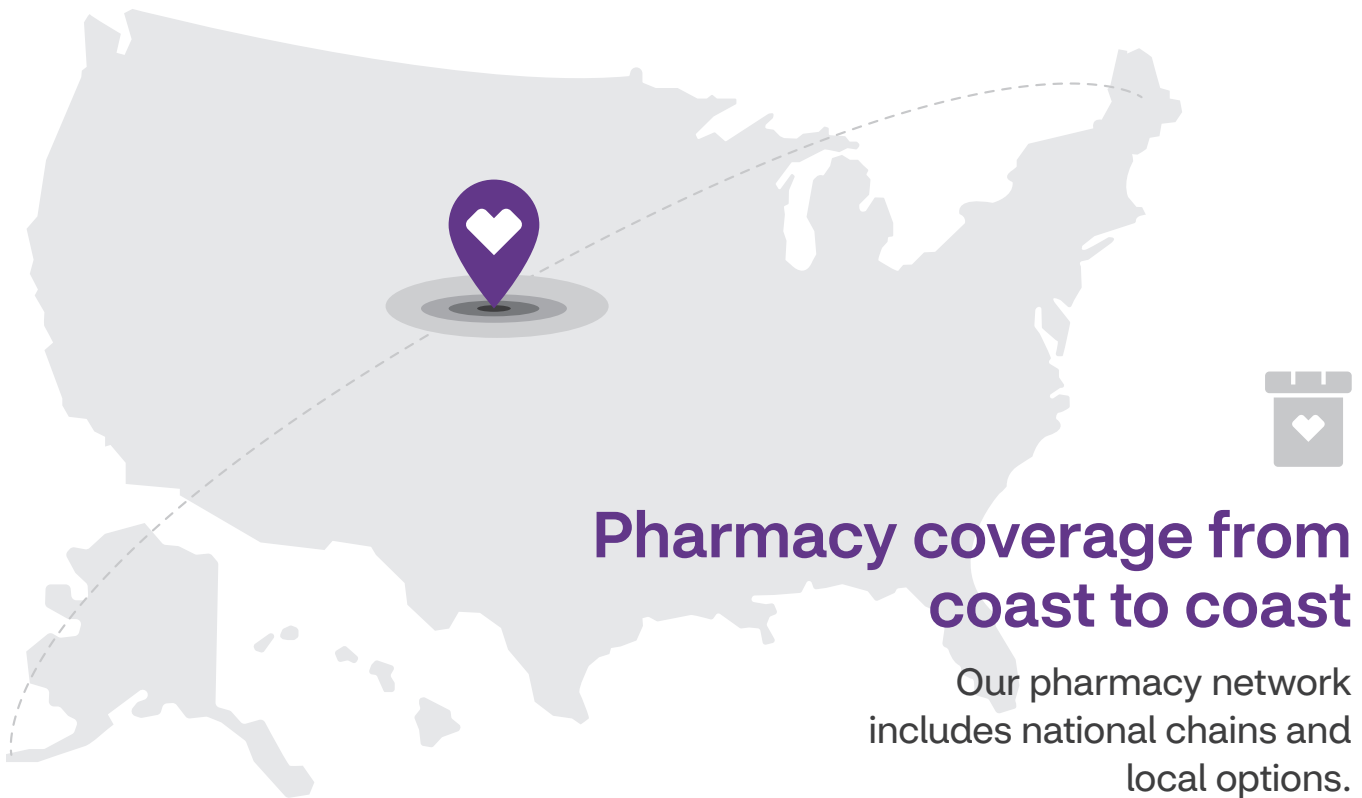 Pharmacy coverage from
coast to coast
Our pharmacy network
includes national chains and
local options.